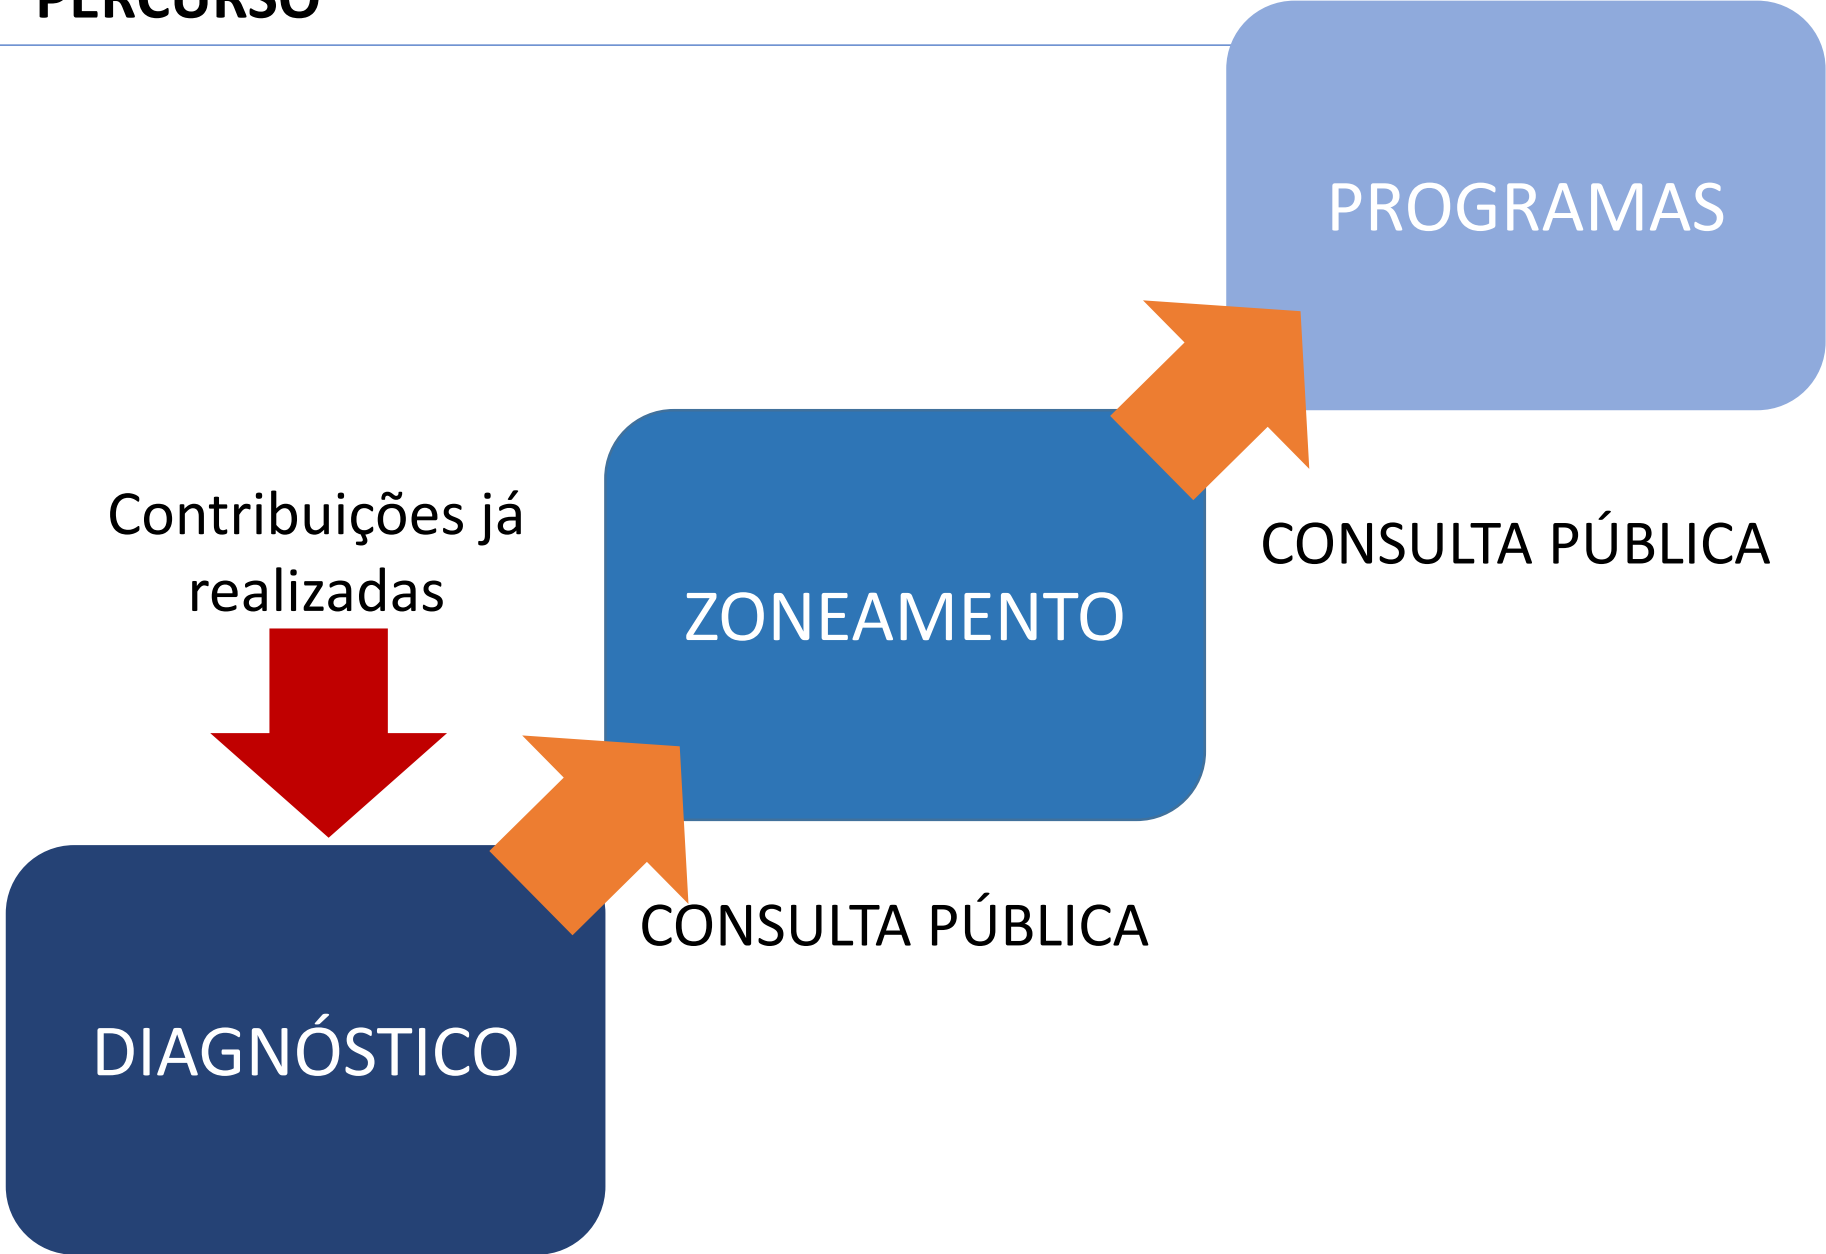 PERCURSO
PROGRAMAS
Contribuições já
realizadas
CONSULTA PÚBLICA
ZONEAMENTO
CONSULTA PÚBLICA
DIAGNÓSTICO